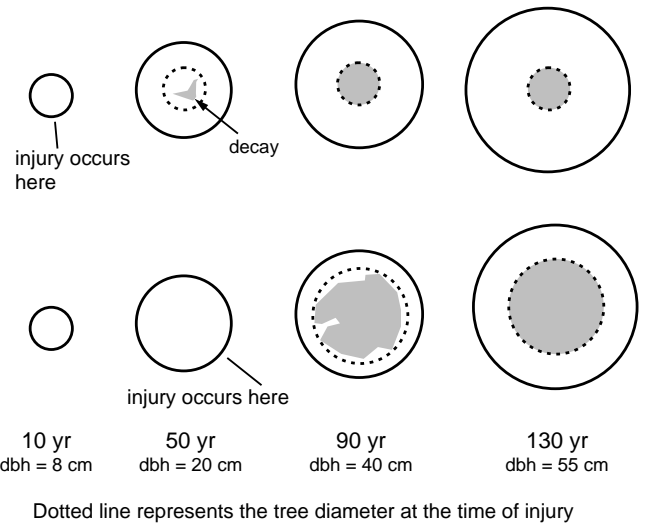 injury occurs
here
decay
injury occurs here
10 yr
dbh = 8 cm
50 yr
dbh = 20 cm
90 yr
dbh = 40 cm
130 yr
dbh = 55 cm
Dotted line represents the tree diameter at the time of injury